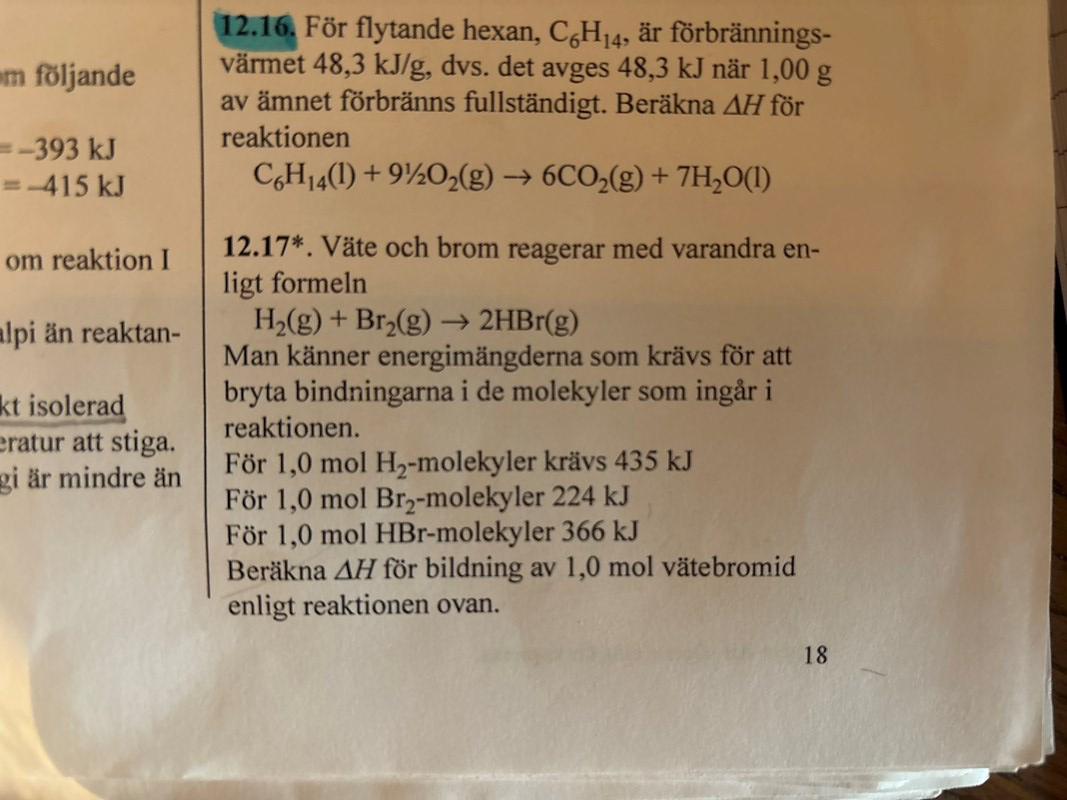 om följande
= –393 kJ
= –415 kJ
om reaktion I
alpi än reaktan-
kt isolerad
eratur att stiga.
gi är mindre än
12.16. För flytande hexan, C₆H₁₄, är förbrännings-
värmet 48,3 kJ/g, dvs. det avges 48,3 kJ när 1,00 g
av ämnet förbränns fullständigt. Beräkna ΔH för
reaktionen
C₆H₁₄(l) + 9½O₂(g) → 6CO₂(g) + 7H₂O(l)
12.17*. Väte och brom reagerar med varandra en-
ligt formeln
H₂(g) + Br₂(g) → 2HBr(g)
Man känner energimängderna som krävs för att
bryta bindningarna i de molekyler som ingår i
reaktionen.
För 1,0 mol H₂-molekyler krävs 435 kJ
För 1,0 mol Br₂-molekyler 224 kJ
För 1,0 mol HBr-molekyler 366 kJ
Beräkna ΔH för bildning av 1,0 mol vätebromid
enligt reaktionen ovan.
18